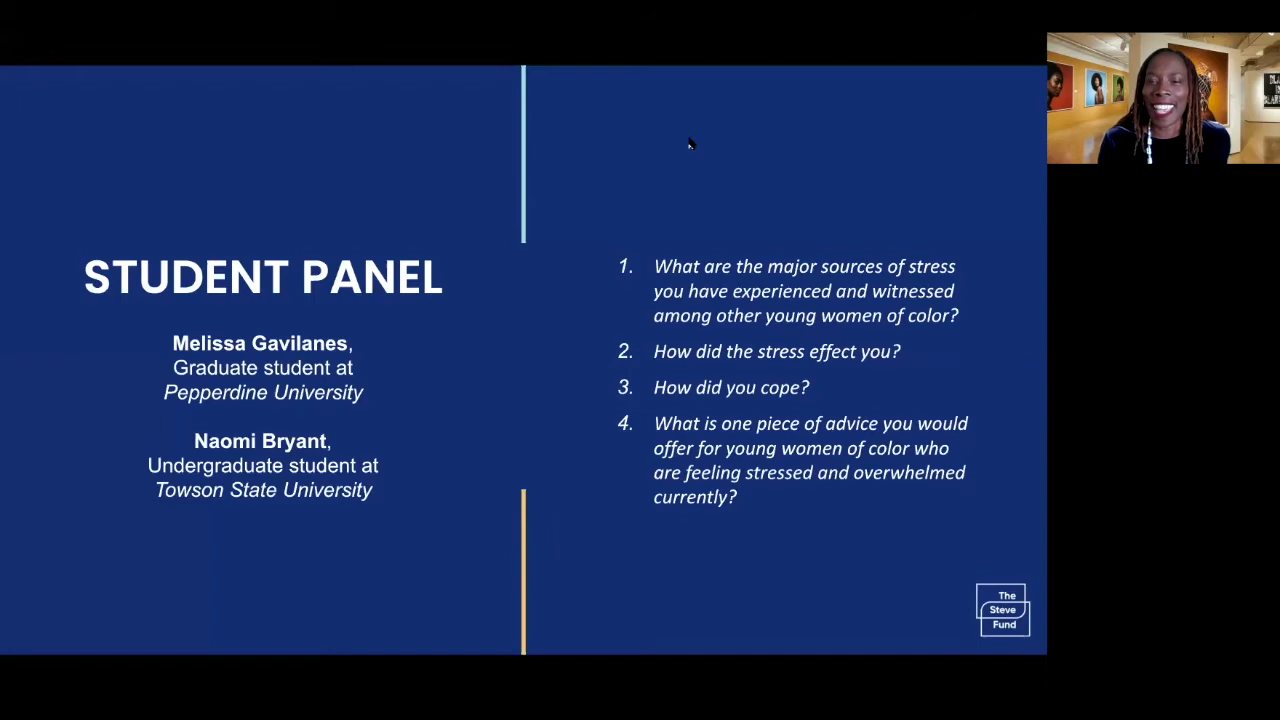 STUDENT PANEL
Melissa Gavilanes,
Graduate student at
Pepperdine University
Naomi Bryant,
Undergraduate student at
Towson State University
1. What are the major sources of stress
you have experienced and witnessed
among other young women of color?
2. How did the stress effect you?
3. How did you cope?
4. What is one piece of advice you would
offer for young women of color who
are feeling stressed and overwhelmed
currently?
The
Steve
Fund